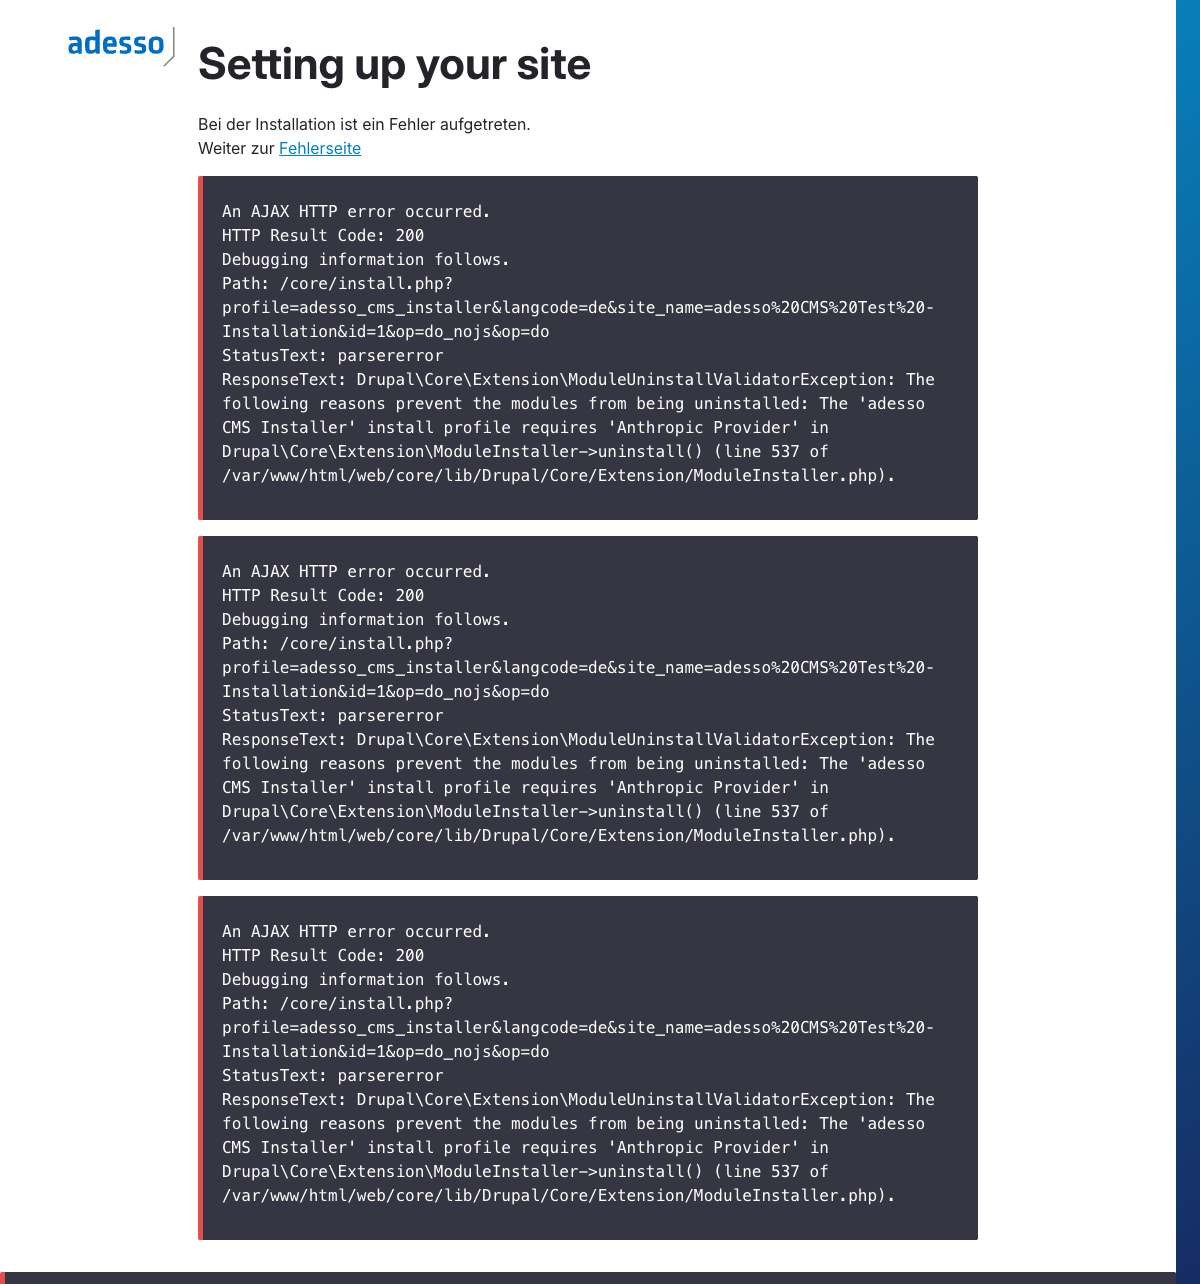 adesso
Setting up your site
Bei der Installation ist ein Fehler aufgetreten.
Weiter zur Fehlerseite
An AJAX HTTP error occurred.
HTTP Result Code: 200
Debugging information follows.
Path: /core/install.php?
profile=adesso_cms_installer&langcode=de&site_name=adesso%20CMS%20Test%20-
Installation&id=1&op=do_nojs&op=do
StatusText: parsererror
ResponseText: Drupal\Core\Extension\ModuleUninstallValidatorException: The
following reasons prevent the modules from being uninstalled: The 'adesso
CMS Installer' install profile requires 'Anthropic Provider' in
Drupal\Core\Extension\ModuleInstaller->uninstall() (line 537 of
/var/www/html/web/core/lib/Drupal/Core/Extension/ModuleInstaller.php).
An AJAX HTTP error occurred.
HTTP Result Code: 200
Debugging information follows.
Path: /core/install.php?
profile=adesso_cms_installer&langcode=de&site_name=adesso%20CMS%20Test%20-
Installation&id=1&op=do_nojs&op=do
StatusText: parsererror
ResponseText: Drupal\Core\Extension\ModuleUninstallValidatorException: The
following reasons prevent the modules from being uninstalled: The 'adesso
CMS Installer' install profile requires 'Anthropic Provider' in
Drupal\Core\Extension\ModuleInstaller->uninstall() (line 537 of
/var/www/html/web/core/lib/Drupal/Core/Extension/ModuleInstaller.php).
An AJAX HTTP error occurred.
HTTP Result Code: 200
Debugging information follows.
Path: /core/install.php?
profile=adesso_cms_installer&langcode=de&site_name=adesso%20CMS%20Test%20-
Installation&id=1&op=do_nojs&op=do
StatusText: parsererror
ResponseText: Drupal\Core\Extension\ModuleUninstallValidatorException: The
following reasons prevent the modules from being uninstalled: The 'adesso
CMS Installer' install profile requires 'Anthropic Provider' in
Drupal\Core\Extension\ModuleInstaller->uninstall() (line 537 of
/var/www/html/web/core/lib/Drupal/Core/Extension/ModuleInstaller.php).